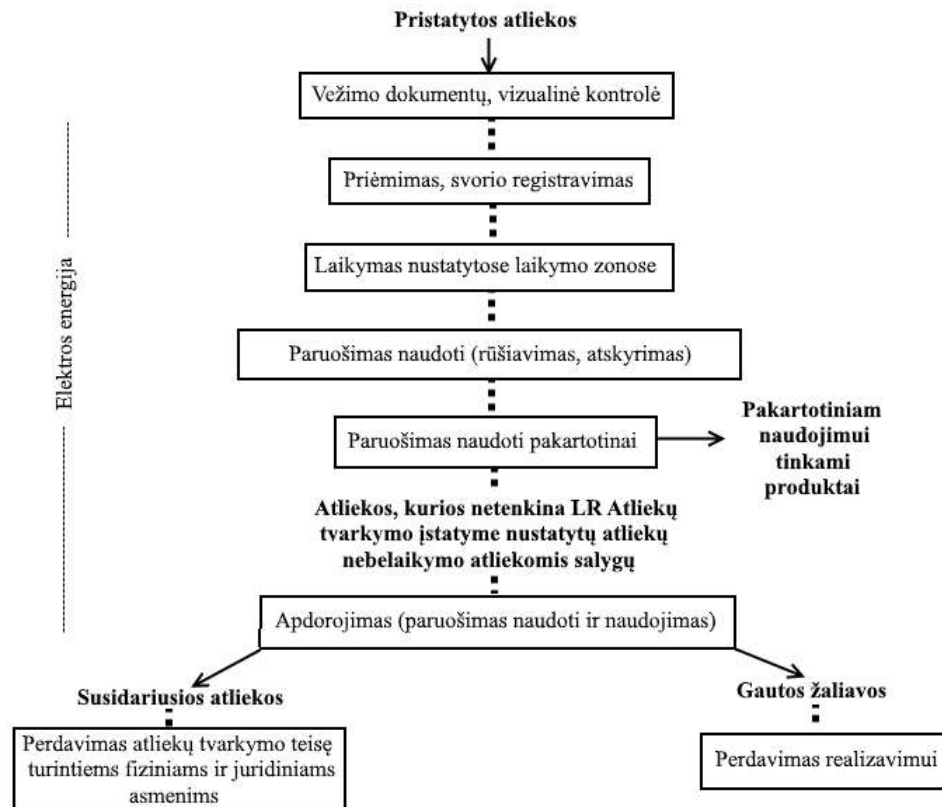 Pristatytos atliekos
Vežimo dokumentų, vizualinė kontrolė
Priėmimas, svorio registravimas
Laikymas nustatytose laikymo zonose
Elektros energija
Paruošimas naudoti (rūšiavimas, atskyrimas)
Paruošimas naudoti pakartotinai
Pakartotiniam
naudojimui
tinkami
produktai
Atliekos, kurios netenkina LR Atliekų
tvarkymo įstatyme nustatytų atliekų
nebelaikymo atliekomis salygų
Apdorojimas (paruošimas naudoti ir naudojimas)
Susidariusios atliekos
Gautos žaliavos
Perdavimas atliekų tvarkymo teisę
turintiems fiziniams ir juridiniams
asmenims
Perdavimas realizavimui